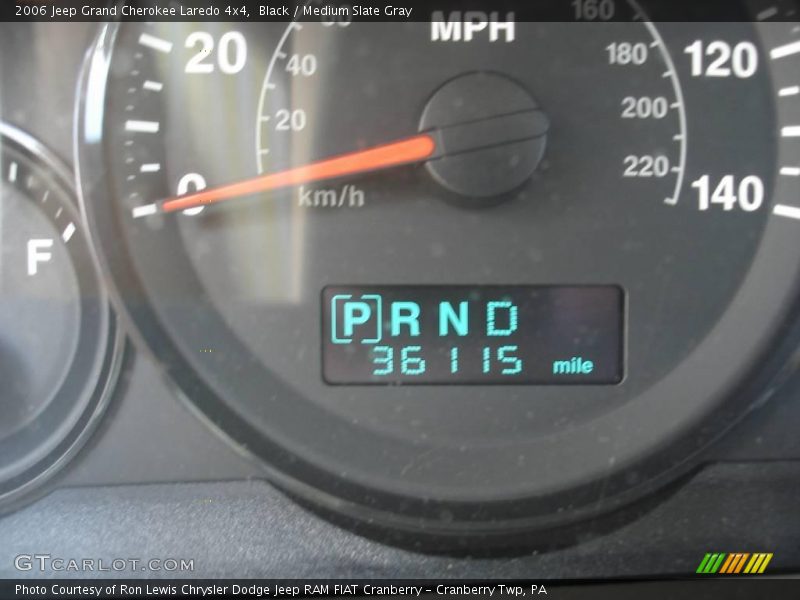 2006 Jeep Grand Cherokee Laredo 4x4, Black / Medium Slate Gray
160
MPH
20
40
180
120
20
200
220
0
km/h
140
F
[P] R N D
36115 mile
GTCARLOT.COM
Photo Courtesy of Ron Lewis Chrysler Dodge Jeep RAM FIAT Cranberry - Cranberry Twp, PA